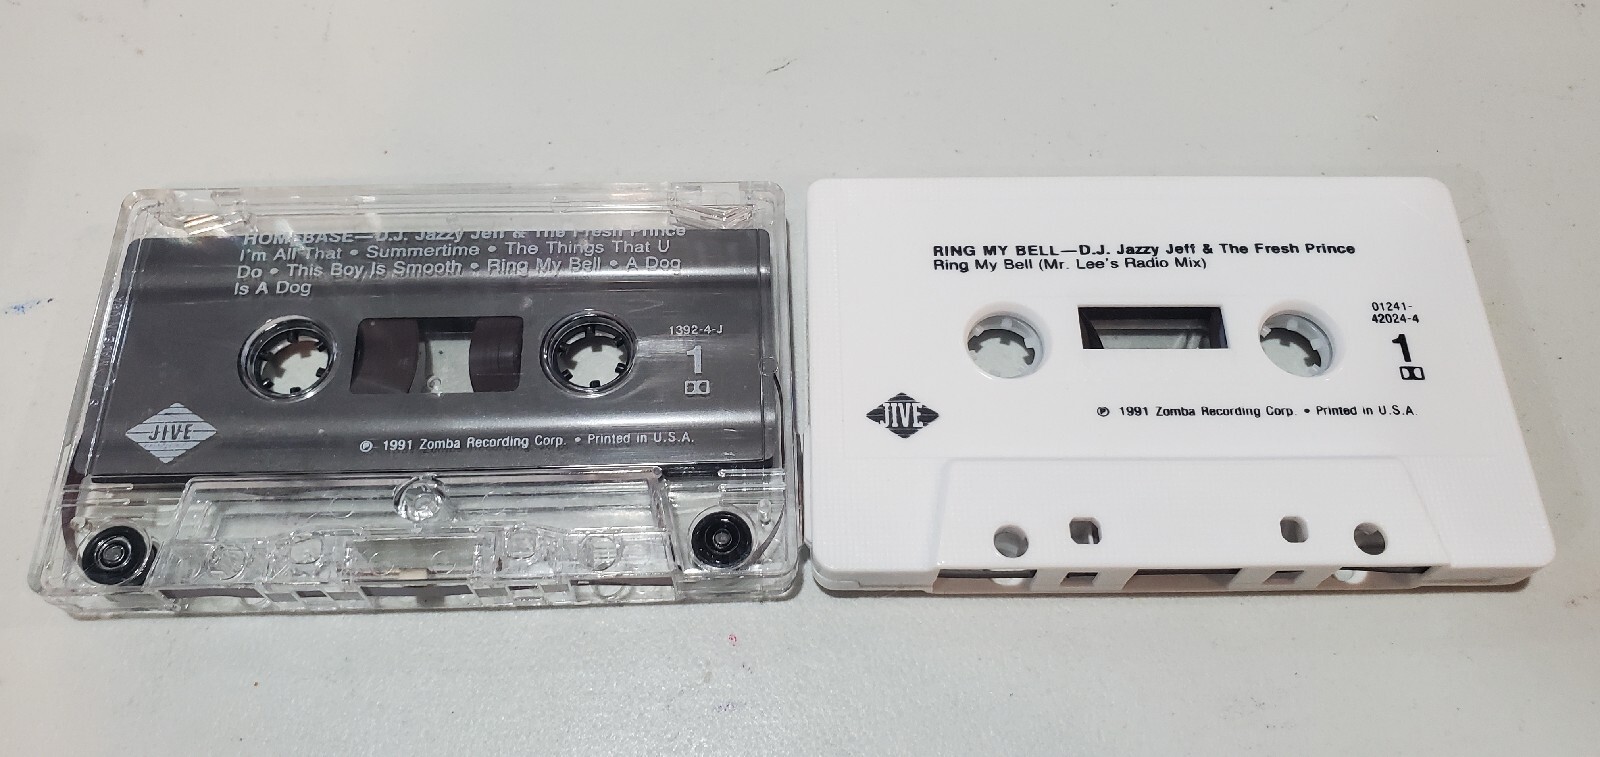 HOMEBASE—D.J. Jazzy Jeff & The Fresh Prince
I'm All That • Summertime • The Things That U
Do • This Boy Is Smooth • Ring My Bell • A Dog
Is A Dog
1392-4-J
1
JIVE
℗ 1991 Zomba Recording Corp. • Printed in U.S.A.
RING MY BELL—D.J. Jazzy Jeff & The Fresh Prince
Ring My Bell (Mr. Lee's Radio Mix)
01241-
42024-4
1
JIVE
℗ 1991 Zomba Recording Corp. • Printed in U.S.A.